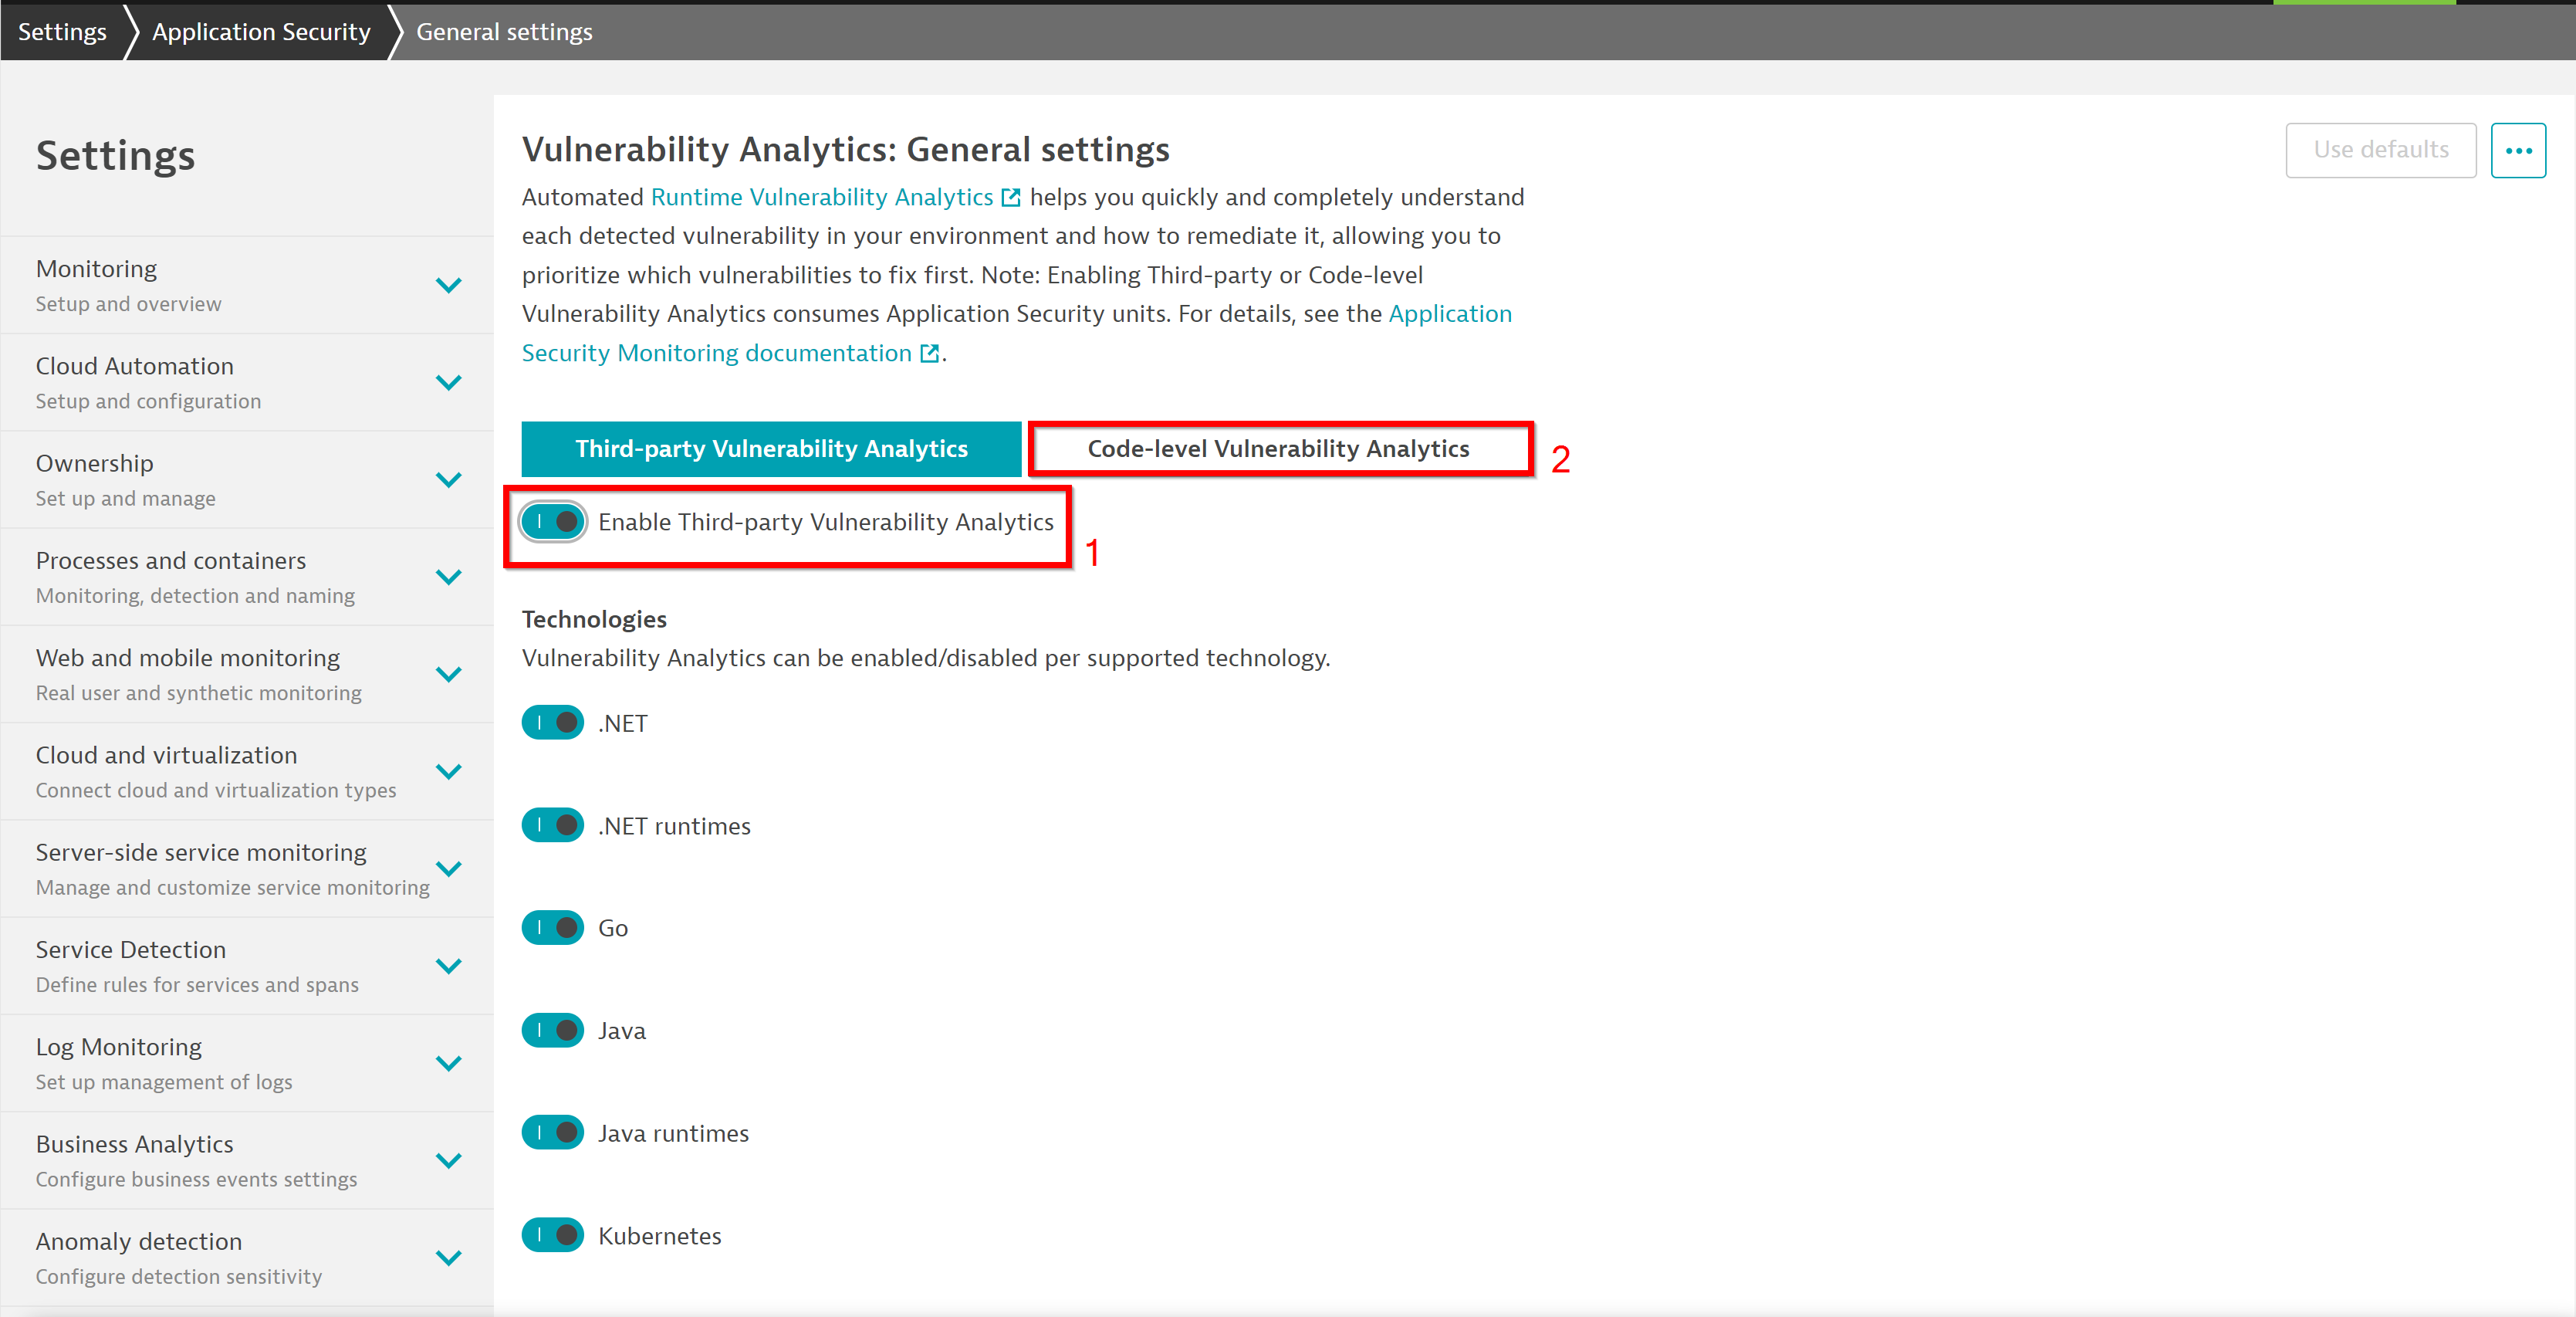 Settings
Application Security
General settings
Settings
Monitoring
Setup and overview
Cloud Automation
Setup and configuration
Ownership
Set up and manage
Processes and containers
Monitoring, detection and naming
Web and mobile monitoring
Real user and synthetic monitoring
Cloud and virtualization
Connect cloud and virtualization types
Server-side service monitoring
Manage and customize service monitoring
Service Detection
Define rules for services and spans
Log Monitoring
Set up management of logs
Business Analytics
Configure business events settings
Anomaly detection
Configure detection sensitivity
Vulnerability Analytics: General settings
Use defaults
Automated Runtime Vulnerability Analytics helps you quickly and completely understand
each detected vulnerability in your environment and how to remediate it, allowing you to
prioritize which vulnerabilities to fix first. Note: Enabling Third-party or Code-level
Vulnerability Analytics consumes Application Security units. For details, see the Application
Security Monitoring documentation .
Third-party Vulnerability Analytics
Code-level Vulnerability Analytics
2
Enable Third-party Vulnerability Analytics
1
Technologies
Vulnerability Analytics can be enabled/disabled per supported technology.
.NET
.NET runtimes
Go
Java
Java runtimes
Kubernetes